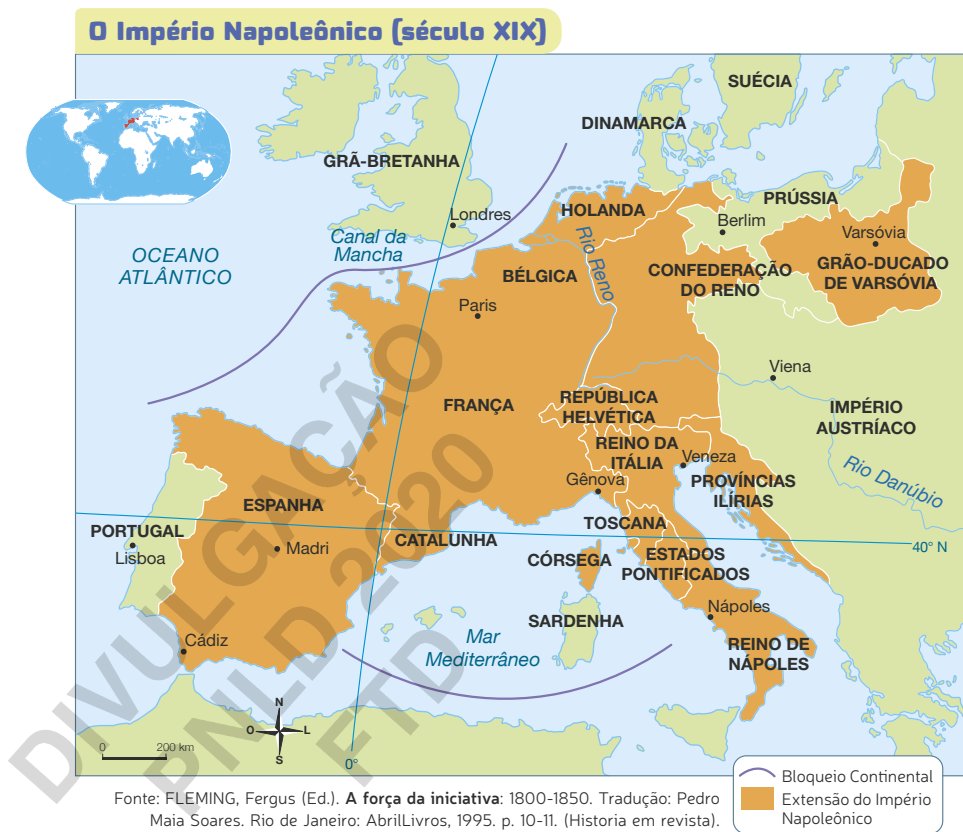 O Império Napoleônico (século XIX)
SUÉCIA
DINAMARCA
GRÃ-BRETANHA
PRÚSSIA
HOLANDA
Londres
Berlim
Varsóvia
Rio Reno
Canal da
Mancha
OCEANO
ATLÂNTICO
BÉLGICA
CONFEDERAÇÃO
DO RENO
GRÃO-DUCADO
DE VARSÓVIA
Paris
Viena
FRANÇA
REPÚBLICA
HELVÉTICA
IMPÉRIO
AUSTRÍACO
REINO DA
ITÁLIA
Veneza
Rio Danúbio
Gênova
PROVÍNCIAS
ILÍRIAS
ESPANHA
PORTUGAL
Lisboa
Madri
CATALUNHA
TOSCANA
40° N
CÓRSEGA
ESTADOS
PONTIFICADOS
SARDENHA
Nápoles
Cádiz
Mar
Mediterrâneo
REINO DE
NÁPOLES
N
O
L
S
0
200 km
0°
DIVULGAÇÃO
PNLD 2020
FTD
Bloqueio Continental
Extensão do Império
Napoleônico
Fonte: FLEMING, Fergus (Ed.). A força da iniciativa: 1800-1850. Tradução: Pedro
Maia Soares. Rio de Janeiro: AbrilLivros, 1995. p. 10-11. (Historia em revista).